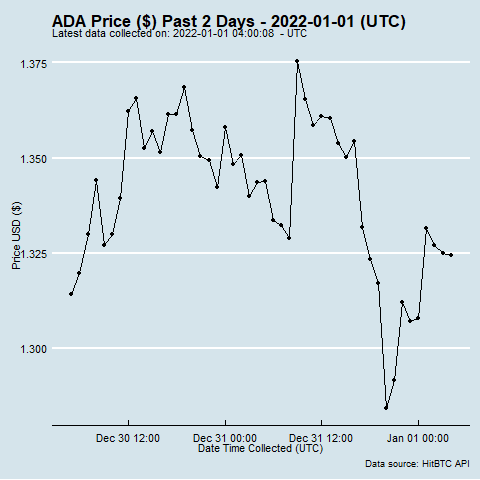 ADA Price ($) Past 2 Days - 2022-01-01 (UTC)
Latest data collected on: 2022-01-01 04:00:08 - UTC
1.375
1.350
1.325
1.300
Price USD ($)
Dec 30 12:00 Dec 31 00:00 Dec 31 12:00 Jan 01 00:00
Date Time Collected (UTC)
Data source: HitBTC API